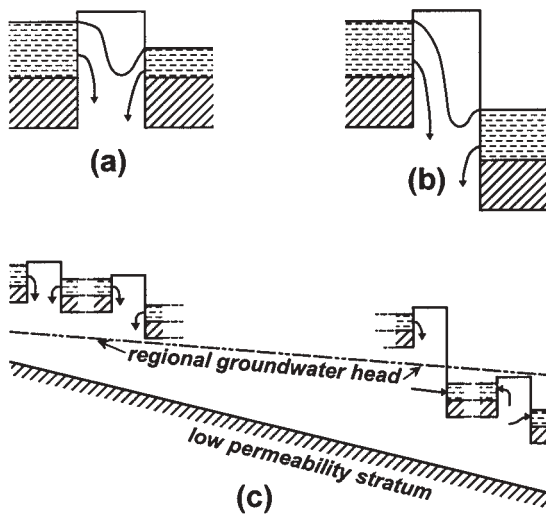 (a)
(b)
regional groundwater head
low permeability stratum
(c)